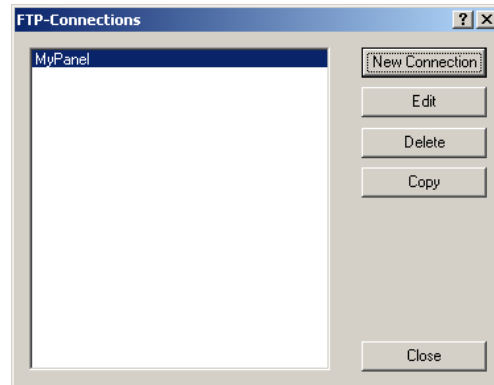 FTP-Connections
MyPanel
New Connection
Edit
Delete
Copy
Close